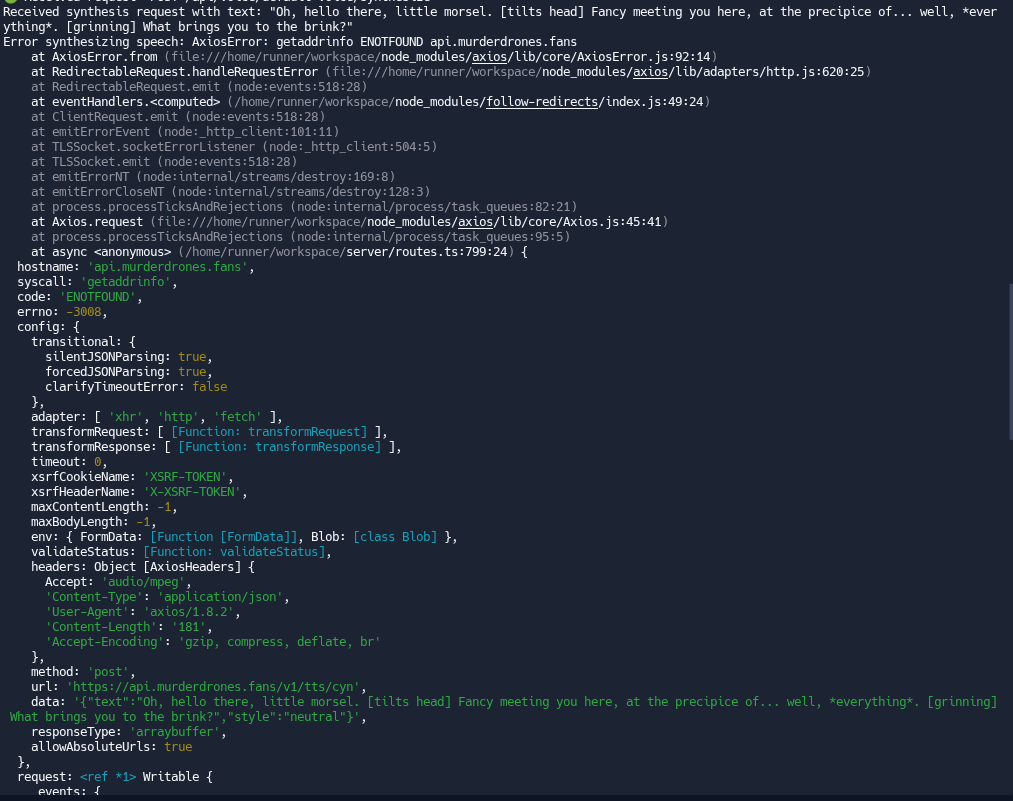 Received synthesis request with text: "Oh, hello there, little morsel. [tilts head] Fancy meeting you here, at the precipice of... well, *ever
ything*. [grinning] What brings you to the brink?"
Error synthesizing speech: AxiosError: getaddrinfo ENOTFOUND api.murderdrones.fans
    at AxiosError.from (file:///home/runner/workspace/node_modules/axios/lib/core/AxiosError.js:92:14)
    at RedirectableRequest.handleRequestError (file:///home/runner/workspace/node_modules/axios/lib/adapters/http.js:620:25)
    at RedirectableRequest.emit (node:events:518:28)
    at eventHandlers.<computed> (/home/runner/workspace/node_modules/follow-redirects/index.js:49:24)
    at ClientRequest.emit (node:events:518:28)
    at emitErrorEvent (node:_http_client:101:11)
    at TLSSocket.socketErrorListener (node:_http_client:504:5)
    at TLSSocket.emit (node:events:518:28)
    at emitErrorNT (node:internal/streams/destroy:169:8)
    at emitErrorCloseNT (node:internal/streams/destroy:128:3)
    at process.processTicksAndRejections (node:internal/process/task_queues:82:21)
    at Axios.request (file:///home/runner/workspace/node_modules/axios/lib/core/Axios.js:45:41)
    at process.processTicksAndRejections (node:internal/process/task_queues:95:5)
    at async <anonymous> (/home/runner/workspace/server/routes.ts:799:24) {
  hostname: 'api.murderdrones.fans',
  syscall: 'getaddrinfo',
  code: 'ENOTFOUND',
  errno: -3008,
  config: {
    transitional: {
      silentJSONParsing: true,
      forcedJSONParsing: true,
      clarifyTimeoutError: false
    },
    adapter: [ 'xhr', 'http', 'fetch' ],
    transformRequest: [ [Function: transformRequest] ],
    transformResponse: [ [Function: transformResponse] ],
    timeout: 0,
    xsrfCookieName: 'XSRF-TOKEN',
    xsrfHeaderName: 'X-XSRF-TOKEN',
    maxContentLength: -1,
    maxBodyLength: -1,
    env: { FormData: [Function [FormData]], Blob: [class Blob] },
    validateStatus: [Function: validateStatus],
    headers: Object [AxiosHeaders] {
      Accept: 'audio/mpeg',
      'Content-Type': 'application/json',
      'User-Agent': 'axios/1.8.2',
      'Content-Length': '181',
      'Accept-Encoding': 'gzip, compress, deflate, br'
    },
    method: 'post',
    url: 'https://api.murderdrones.fans/v1/tts/cyn',
    data: '{"text":"Oh, hello there, little morsel. [tilts head] Fancy meeting you here, at the precipice of... well, *everything*. [grinning]
 What brings you to the brink?","style":"neutral"}',
    responseType: 'arraybuffer',
    allowAbsoluteUrls: true
  },
  request: <ref *1> Writable {
    events: {